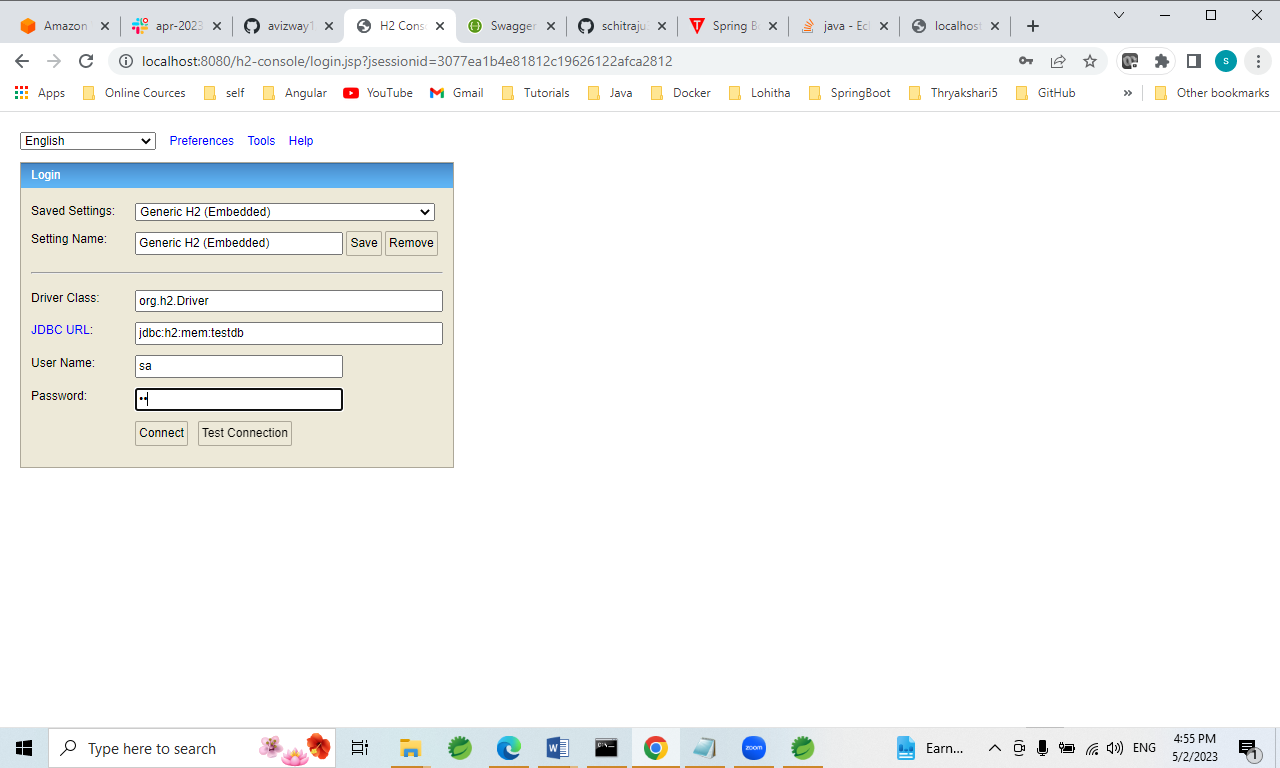 Amazon
apr-2023
avizway1
H2 Cons
Swagger
schitraju
Spring B
java - Ecl
localhost
localhost:8080/h2-console/login.jsp?jsessionid=3077ea1b4e81812c19626122afca2812
S
Apps
Online Cources
self
Angular
YouTube
Gmail
Tutorials
Java
Docker
Lohitha
SpringBoot
Thryakshari5
GitHub
»
Other bookmarks
English Preferences Tools Help
Login
Saved Settings: Generic H2 (Embedded)
Setting Name: Generic H2 (Embedded) Save Remove
Driver Class: org.h2.Driver
JDBC URL: jdbc:h2:mem:testdb
User Name: sa
Password: ••
Connect Test Connection
Type here to search
zoom
Earn...
ENG
4:55 PM
5/2/2023
1